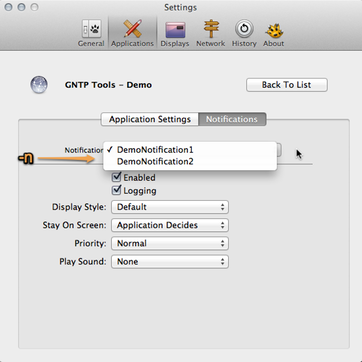 Settings
General Applications Displays Network History About
GNTP Tools - Demo
Back To List
Application Settings Notifications
-n
Notification
✓ DemoNotification1
DemoNotification2
Enabled
Logging
Display Style: Default
Stay On Screen: Application Decides
Priority: Normal
Play Sound: None